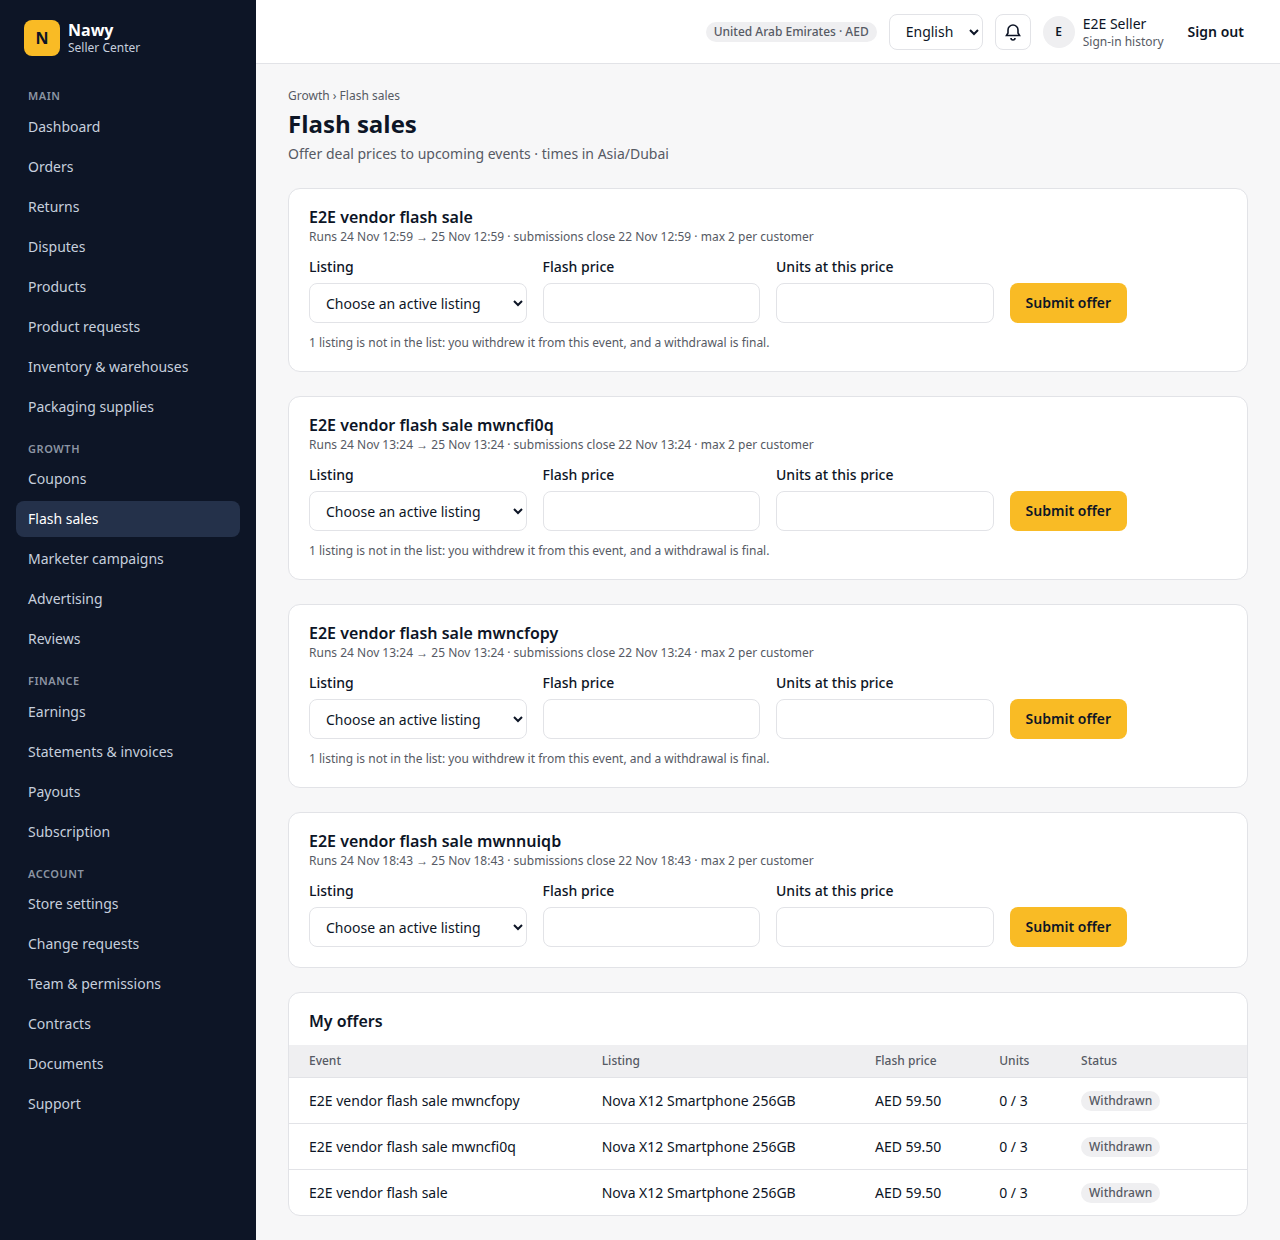 N
Nawy
Seller Center
MAIN
Dashboard
Orders
Returns
Disputes
Products
Product requests
Inventory & warehouses
Packaging supplies
GROWTH
Coupons
Flash sales
Marketer campaigns
Advertising
Reviews
FINANCE
Earnings
Statements & invoices
Payouts
Subscription
ACCOUNT
Store settings
Change requests
Team & permissions
Contracts
Documents
Support
United Arab Emirates · AED
English
E
E2E Seller
Sign-in history
Sign out
Growth › Flash sales
Flash sales
Offer deal prices to upcoming events · times in Asia/Dubai
E2E vendor flash sale
Runs 24 Nov 12:59 → 25 Nov 12:59 · submissions close 22 Nov 12:59 · max 2 per customer
Listing Flash price Units at this price
Choose an active listing Submit offer
1 listing is not in the list: you withdrew it from this event, and a withdrawal is final.
E2E vendor flash sale mwncfi0q
Runs 24 Nov 13:24 → 25 Nov 13:24 · submissions close 22 Nov 13:24 · max 2 per customer
Listing Flash price Units at this price
Choose an active listing Submit offer
1 listing is not in the list: you withdrew it from this event, and a withdrawal is final.
E2E vendor flash sale mwncfopy
Runs 24 Nov 13:24 → 25 Nov 13:24 · submissions close 22 Nov 13:24 · max 2 per customer
Listing Flash price Units at this price
Choose an active listing Submit offer
1 listing is not in the list: you withdrew it from this event, and a withdrawal is final.
E2E vendor flash sale mwnnuiqb
Runs 24 Nov 18:43 → 25 Nov 18:43 · submissions close 22 Nov 18:43 · max 2 per customer
Listing Flash price Units at this price
Choose an active listing Submit offer
My offers
Event Listing Flash price Units Status
E2E vendor flash sale mwncfopy Nova X12 Smartphone 256GB AED 59.50 0 / 3 Withdrawn
E2E vendor flash sale mwncfi0q Nova X12 Smartphone 256GB AED 59.50 0 / 3 Withdrawn
E2E vendor flash sale Nova X12 Smartphone 256GB AED 59.50 0 / 3 Withdrawn